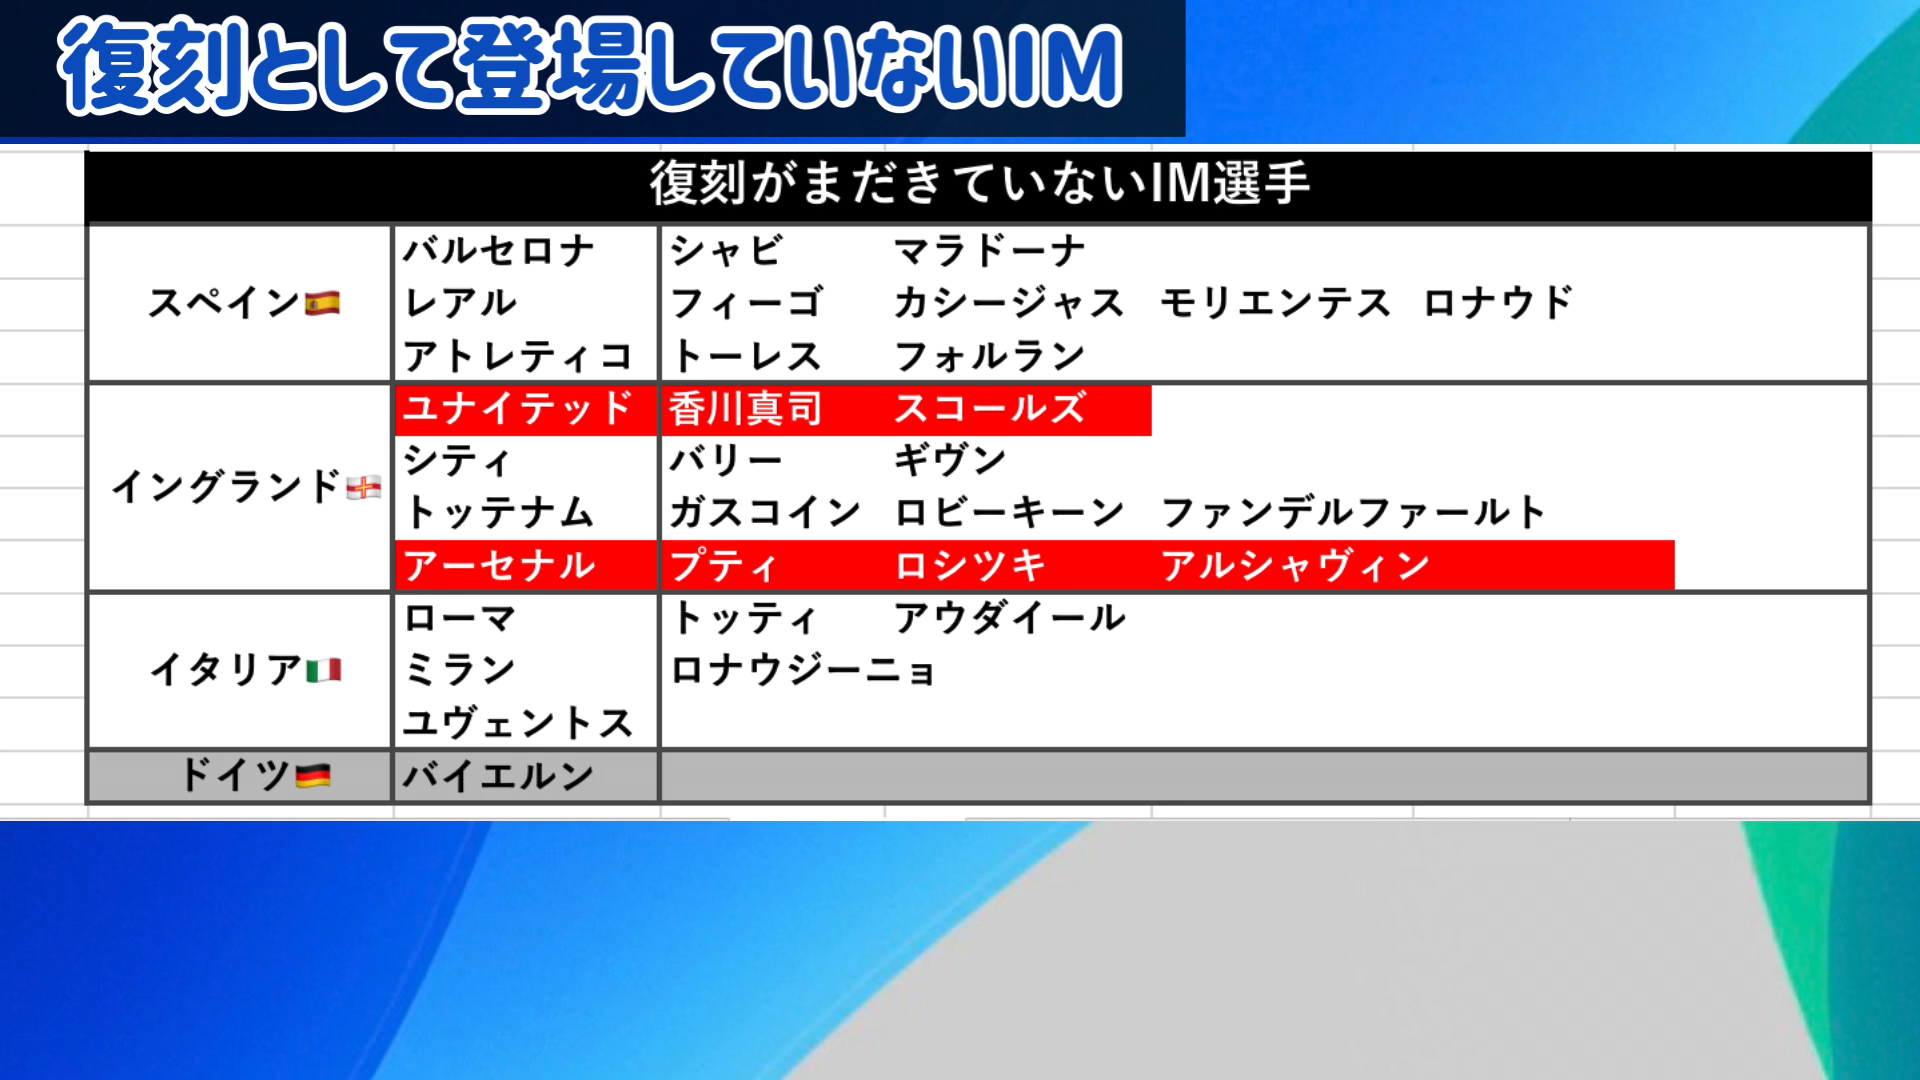 復刻として登場していないIM
復刻がまだきていないIM選手
スペイン🇪🇸
バルセロナ シャビ マラドーナ
レアル フィーゴ カシージャス モリエンテス ロナウド
アトレティコ トーレス フォルラン
イングランド🏴󠁧󠁢󠁥󠁮󠁧󠁿
ユナイテッド 香川真司 スコールズ
シティ バリー ギヴン
トッテナム ガスコイン ロビーキーン ファンデルファールト
アーセナル プティ ロシツキ アルシャヴィン
イタリア🇮🇹
ローマ トッティ アウダイール
ミラン ロナウジーニョ
ユヴェントス
ドイツ🇩🇪 バイエルン